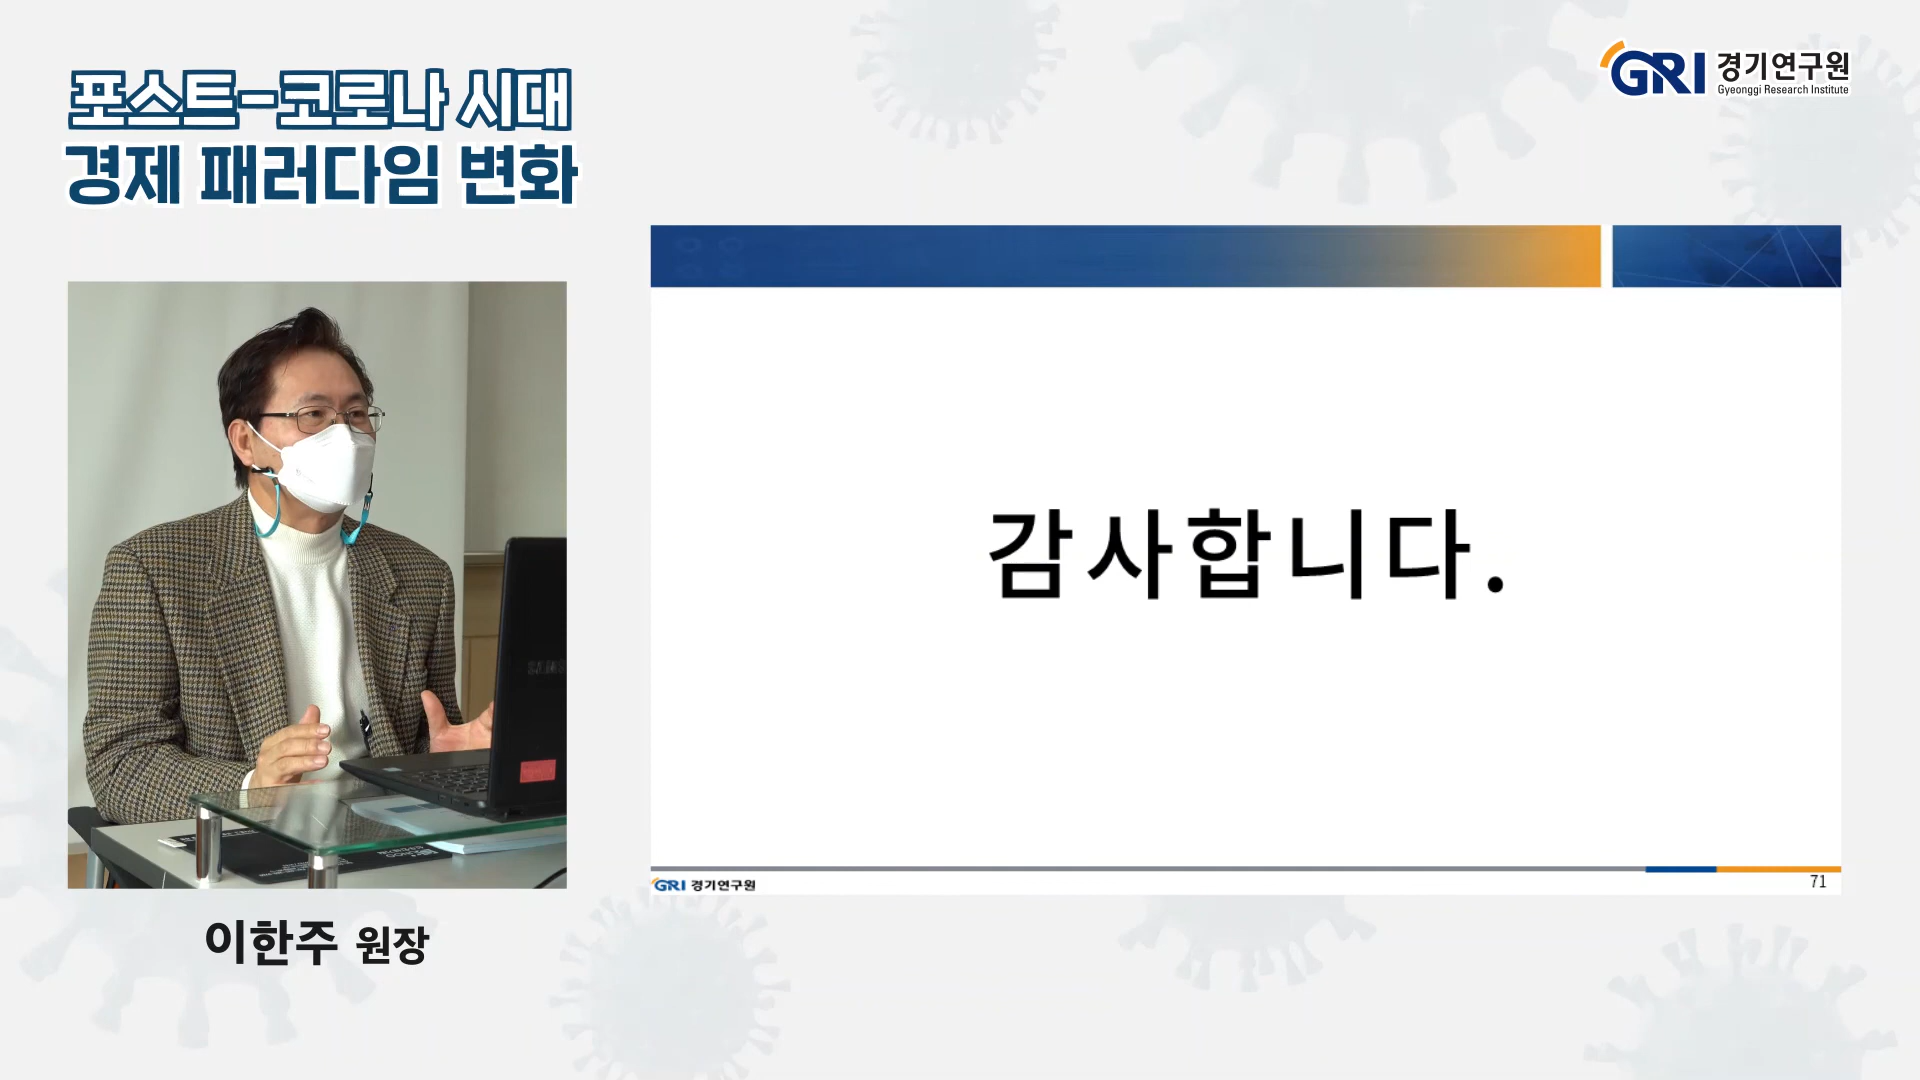 포스트-코로나 시대
경제 패러다임 변화
GRI 경기연구원
Gyeonggi Research Institute
감사합니다.
GRI 경기연구원
71
이한주 원장